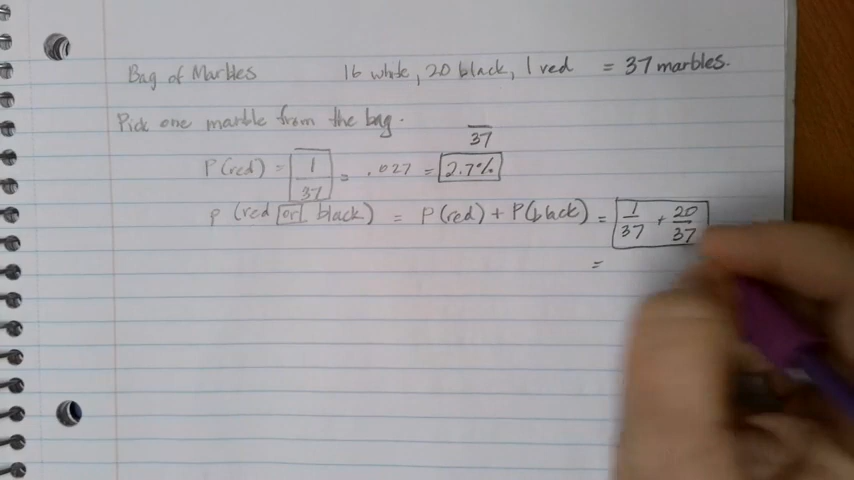 Bag of Marbles 16 white, 20 black, 1 red = 37 marbles.
Pick one marble from the bag.
37
P(red) = 1/37 = .027 = 2.7%
P (red or black) = P(red) + P(black) = 1/37 + 20/37
=